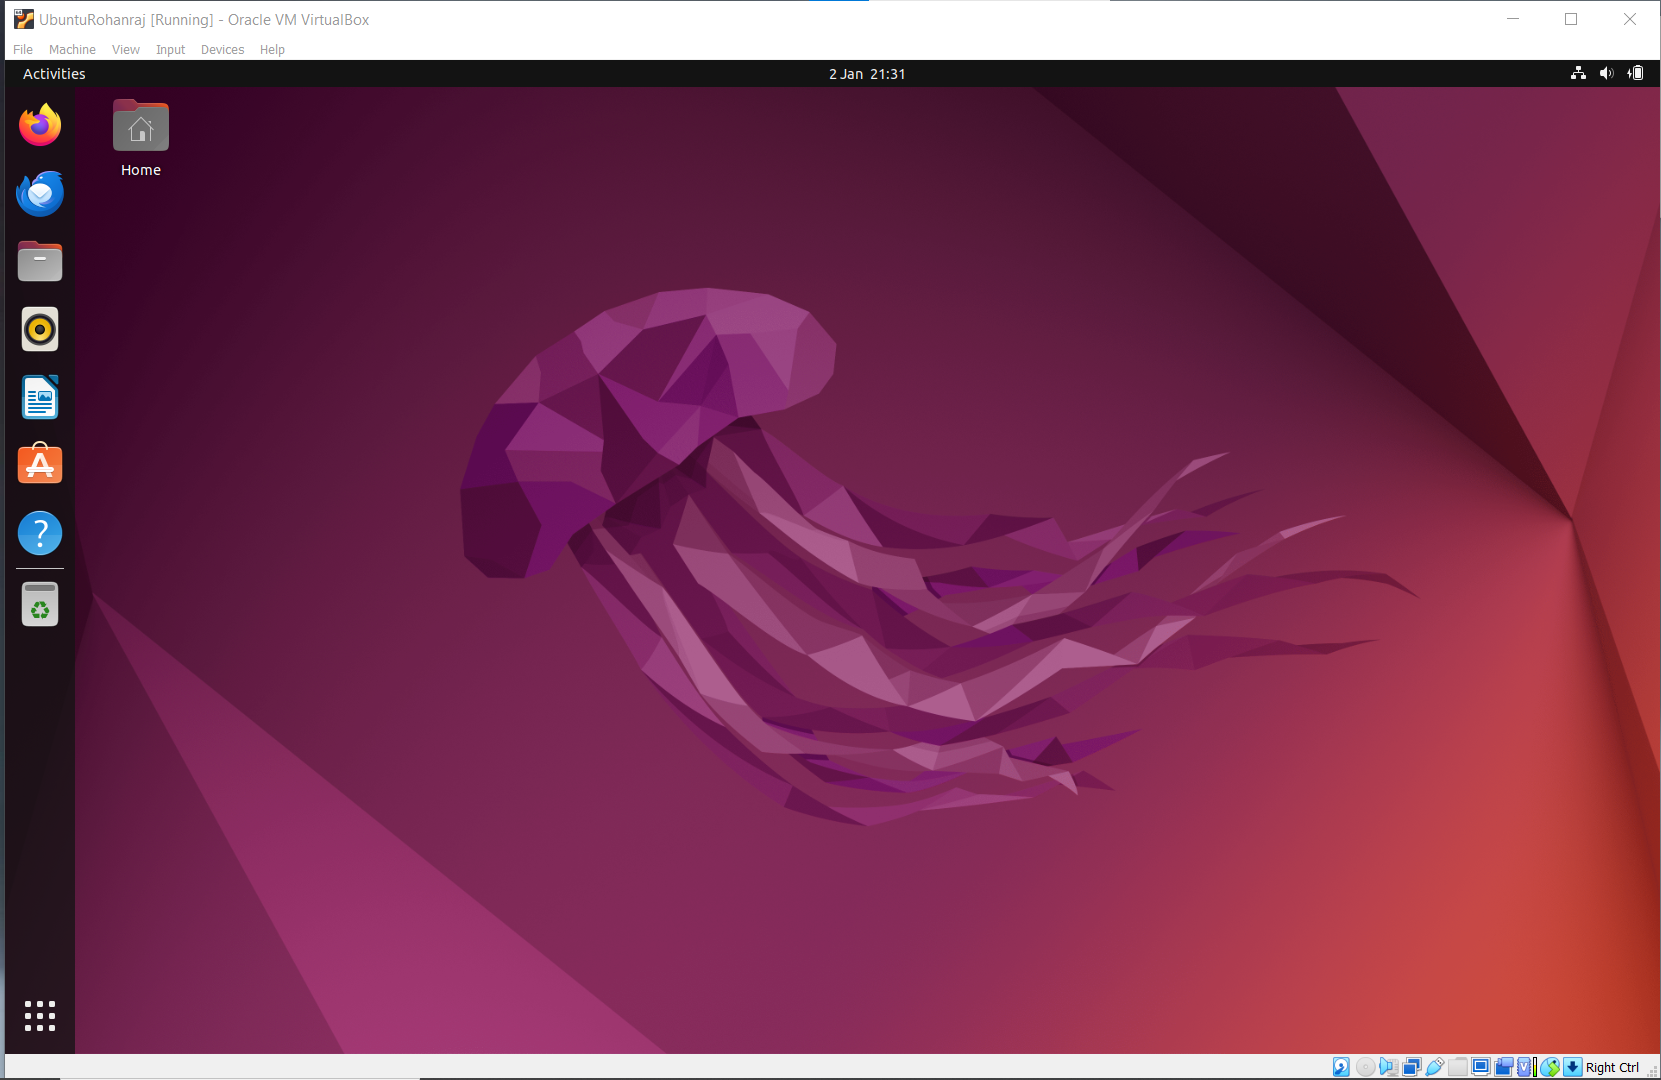 UbuntuRohanraj [Running] - Oracle VM VirtualBox
File Machine View Input Devices Help
Activities
2 Jan 21:31
Home
Right Ctrl